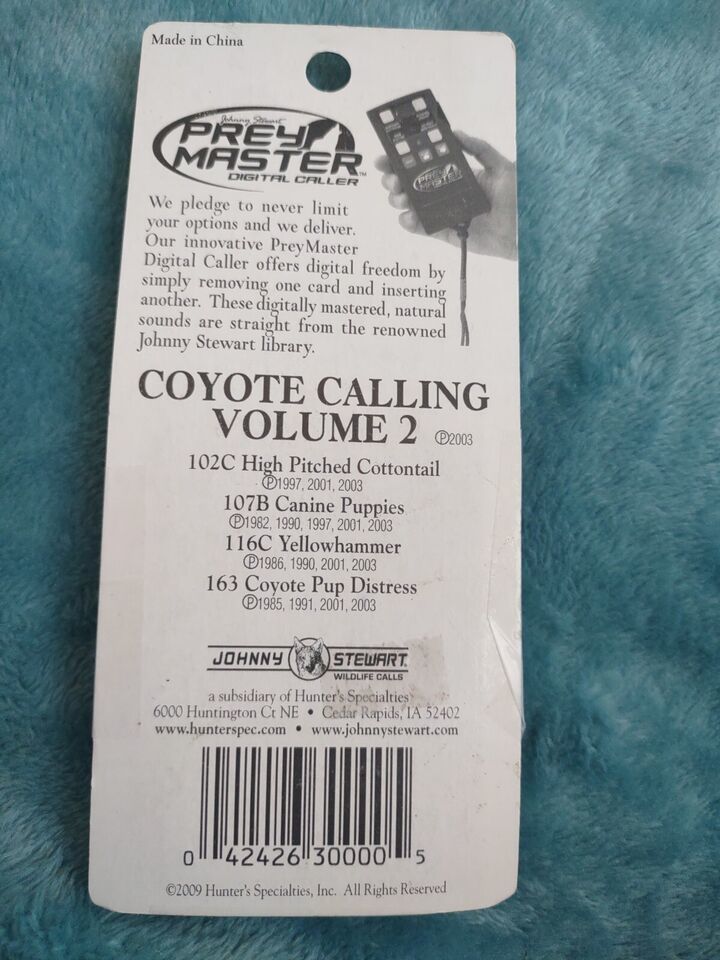 Made in China
Johnny Stewart
PREY
MASTER™
DIGITAL CALLER
PREY
MASTER
We pledge to never limit
your options and we deliver.
Our innovative PreyMaster
Digital Caller offers digital freedom by
simply removing one card and inserting
another. These digitally mastered, natural
sounds are straight from the renowned
Johnny Stewart library.
COYOTE CALLING
VOLUME 2 ℗2003
102C High Pitched Cottontail
℗1997, 2001, 2003
107B Canine Puppies
℗1982, 1990, 1997, 2001, 2003
116C Yellowhammer
℗1986, 1990, 2001, 2003
163 Coyote Pup Distress
℗1985, 1991, 2001, 2003
JOHNNY STEWART
WILDLIFE CALLS
a subsidiary of Hunter's Specialties
6000 Huntington Ct NE • Cedar Rapids, IA 52402
www.hunterspec.com • www.johnnystewart.com
0 42426 30000 5
©2009 Hunter's Specialties, Inc. All Rights Reserved